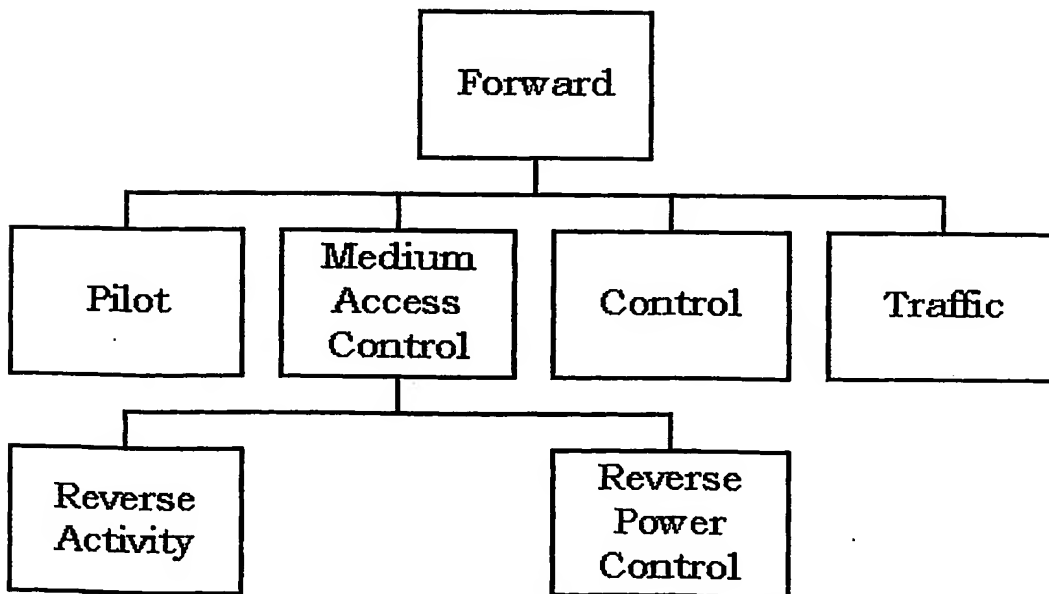 Forward
Pilot
Medium
Access
Control
Control
Traffic
Reverse
Activity
Reverse
Power
Control